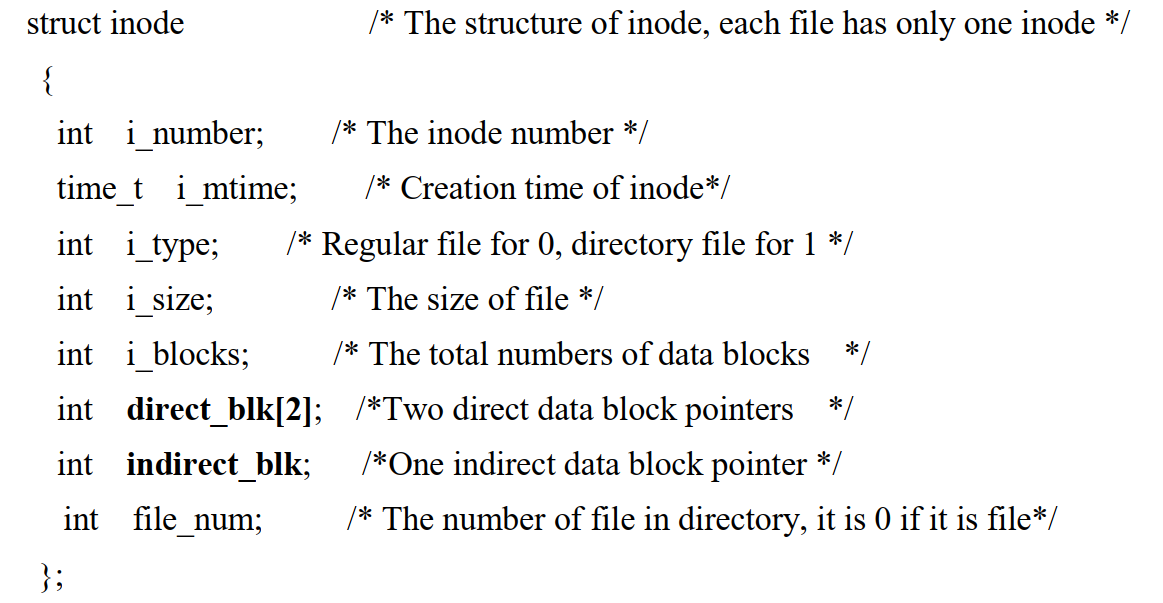 struct inode /* The structure of inode, each file has only one inode */
{
int i_number; /* The inode number */
time_t i_mtime; /* Creation time of inode*/
int i_type; /* Regular file for 0, directory file for 1 */
int i_size; /* The size of file */
int i_blocks; /* The total numbers of data blocks */
int direct_blk[2]; /*Two direct data block pointers */
int indirect_blk; /*One indirect data block pointer */
int file_num; /* The number of file in directory, it is 0 if it is file*/
};